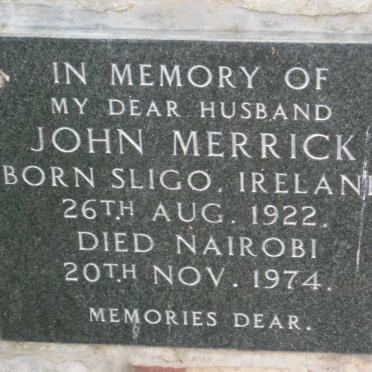 IN MEMORY OF
MY DEAR HUSBAND
JOHN MERRICK
BORN SLIGO, IRELAND
26TH AUG. 1922.
DIED NAIROBI
20TH NOV. 1974.
MEMORIES DEAR.